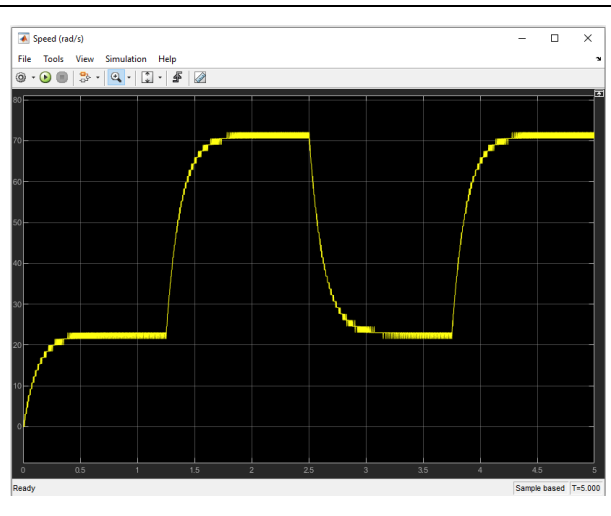 Speed (rad/s)
File Tools View Simulation Help
80
70
60
50
40
30
20
10
0
0 0.5 1 1.5 2 2.5 3 3.5 4 4.5 5
Ready Sample based T=5.000